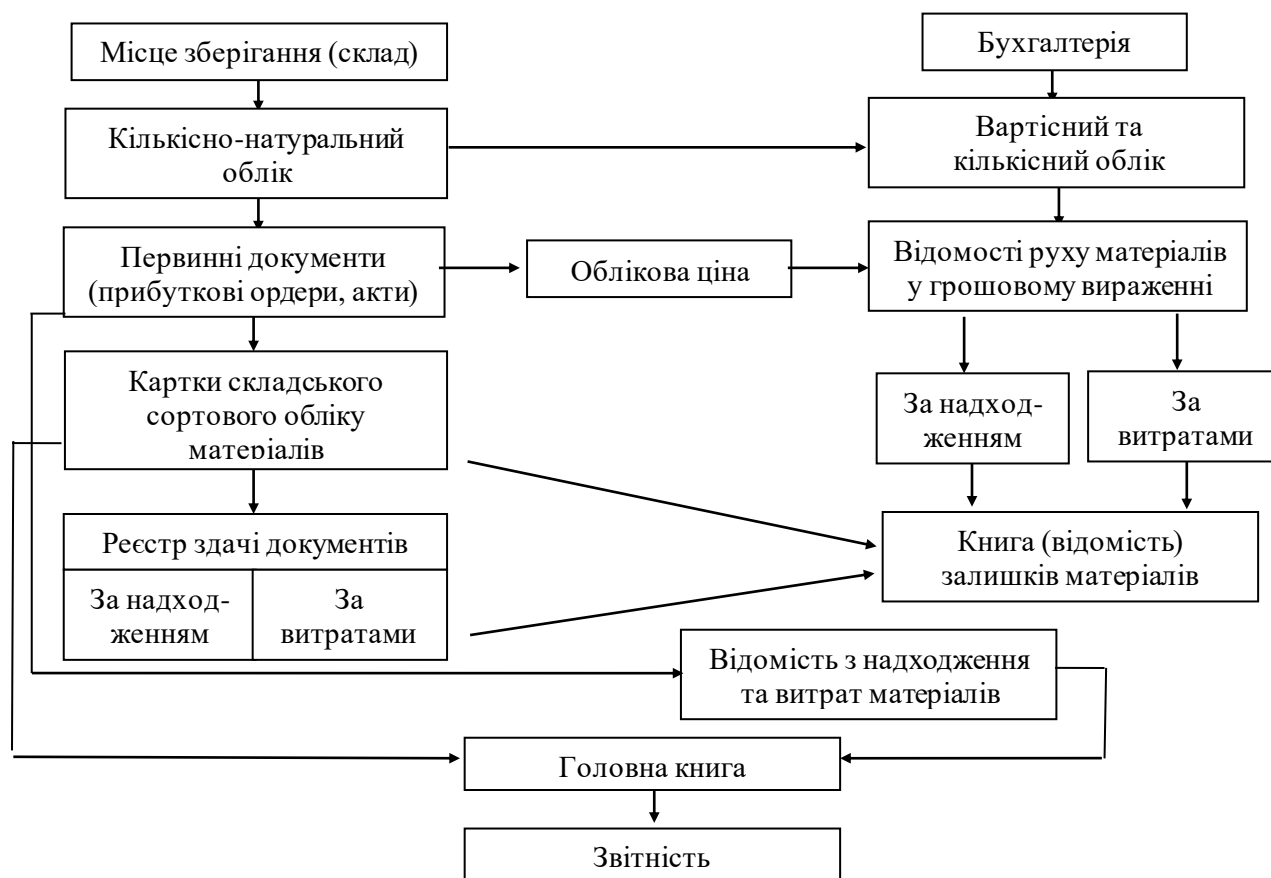 Місце зберігання (склад)
Бухгалтерія
Кількісно-натуральний
облік
Вартісний та
кількісний облік
Первинні документи
(прибуткові ордери, акти)
Облікова ціна
Відомості руху матеріалів
у грошовому вираженні
Картки складського
сортового обліку
матеріалів
За надход-
женням
За
витратами
Реєстр здачі документів
За надход-
женням
За
витратами
Книга (відомість)
залишків матеріалів
Відомість з надходження
та витрат матеріалів
Головна книга
Звітність